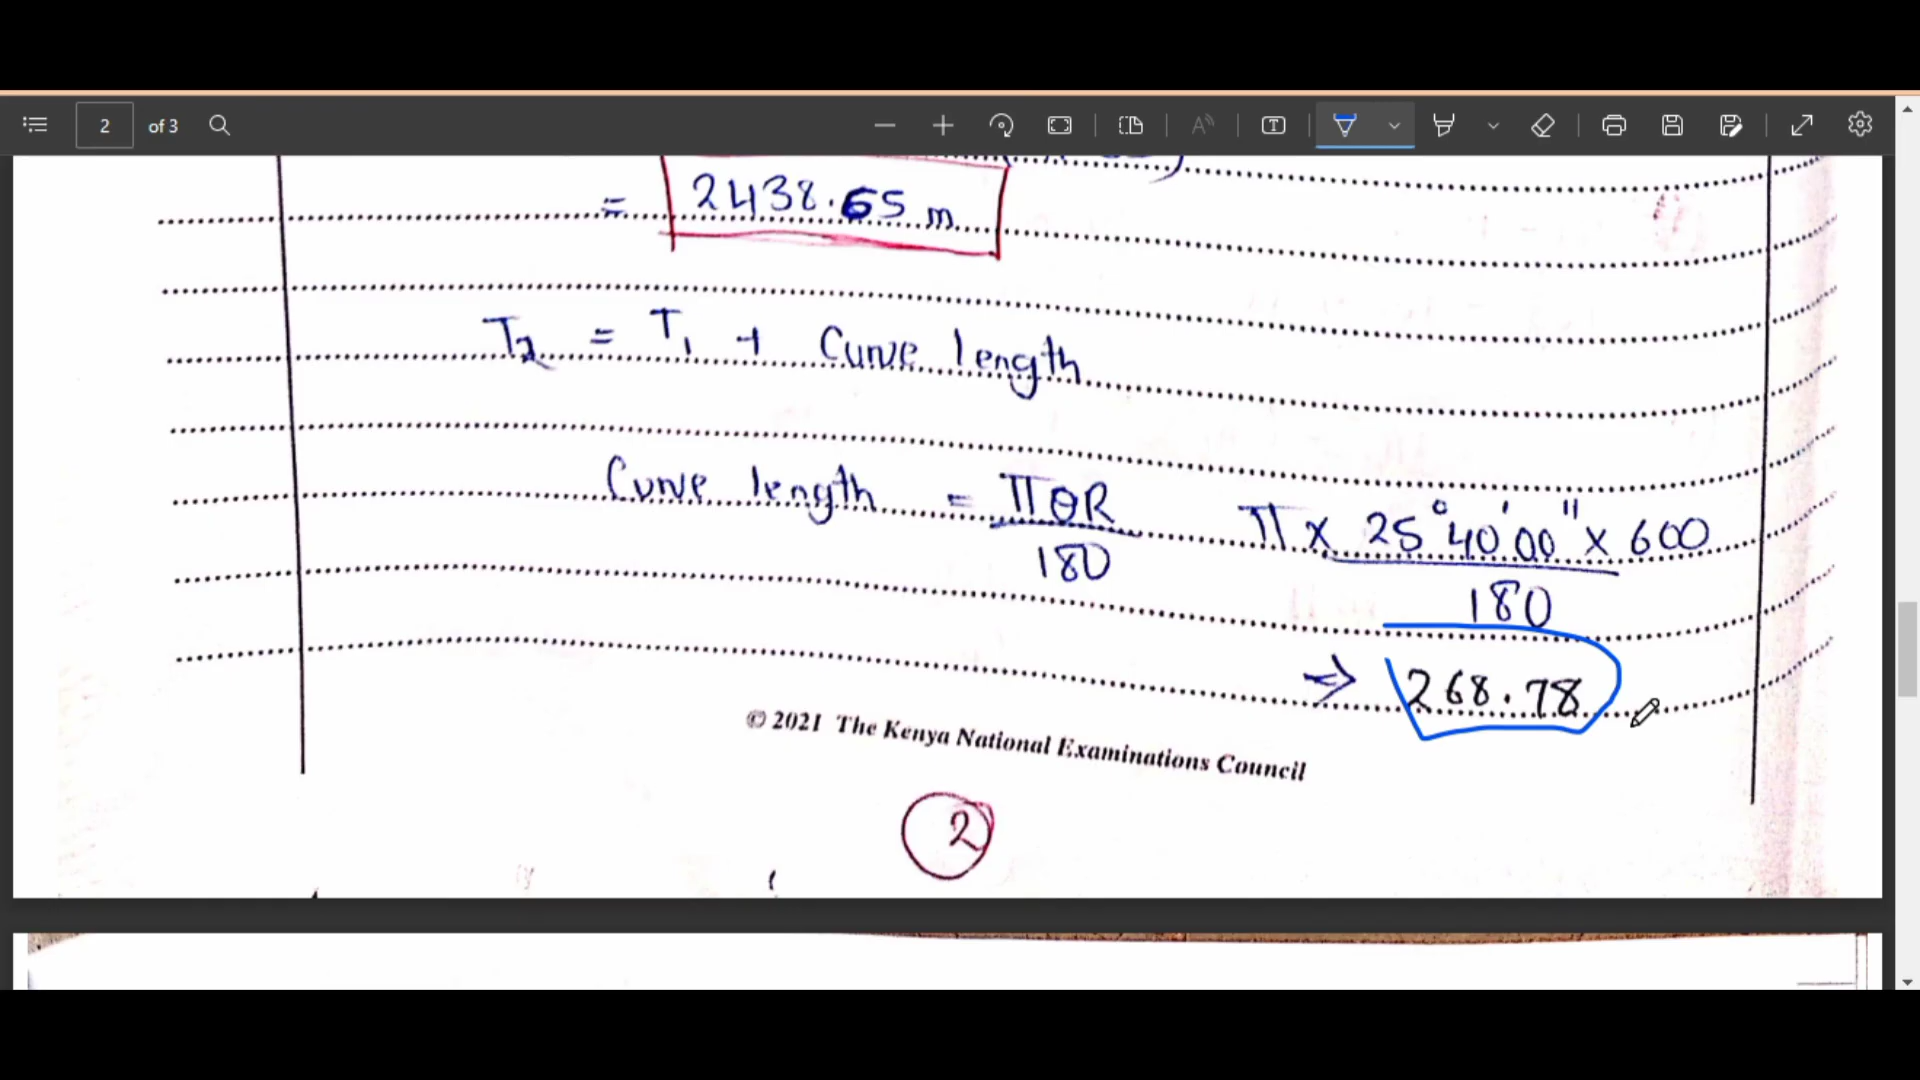 2 of 3
= 2438.65 m
T2 = T1 + Curve length
Curve length = πθR / 180 π x 25°40'00" x 600 / 180
⇒ 268.78
© 2021 The Kenya National Examinations Council
2